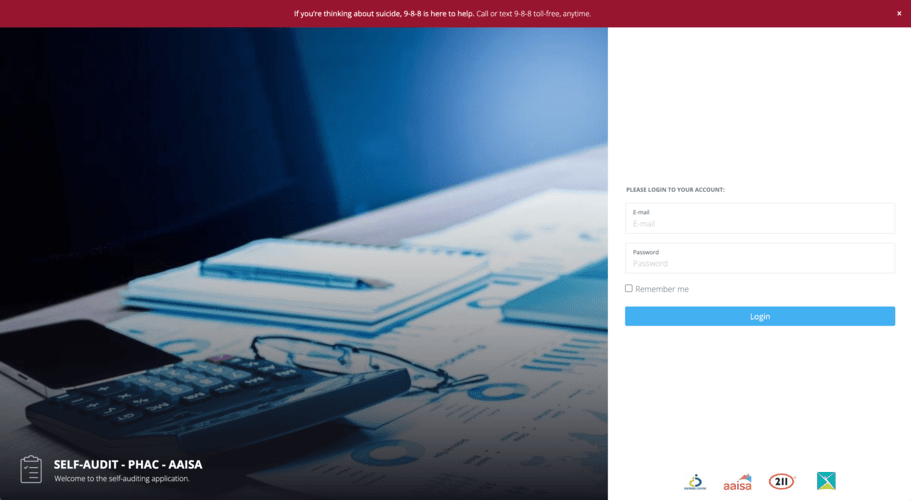 If you're thinking about suicide, 9-8-8 is here to help. Call or text 9-8-8 toll-free, anytime.
×
PLEASE LOGIN TO YOUR ACCOUNT:
E-mail
E-mail
Password
Password
Remember me
Login
SELF-AUDIT - PHAC - AAISA
Welcome to the self-auditing application.
aaisa
211